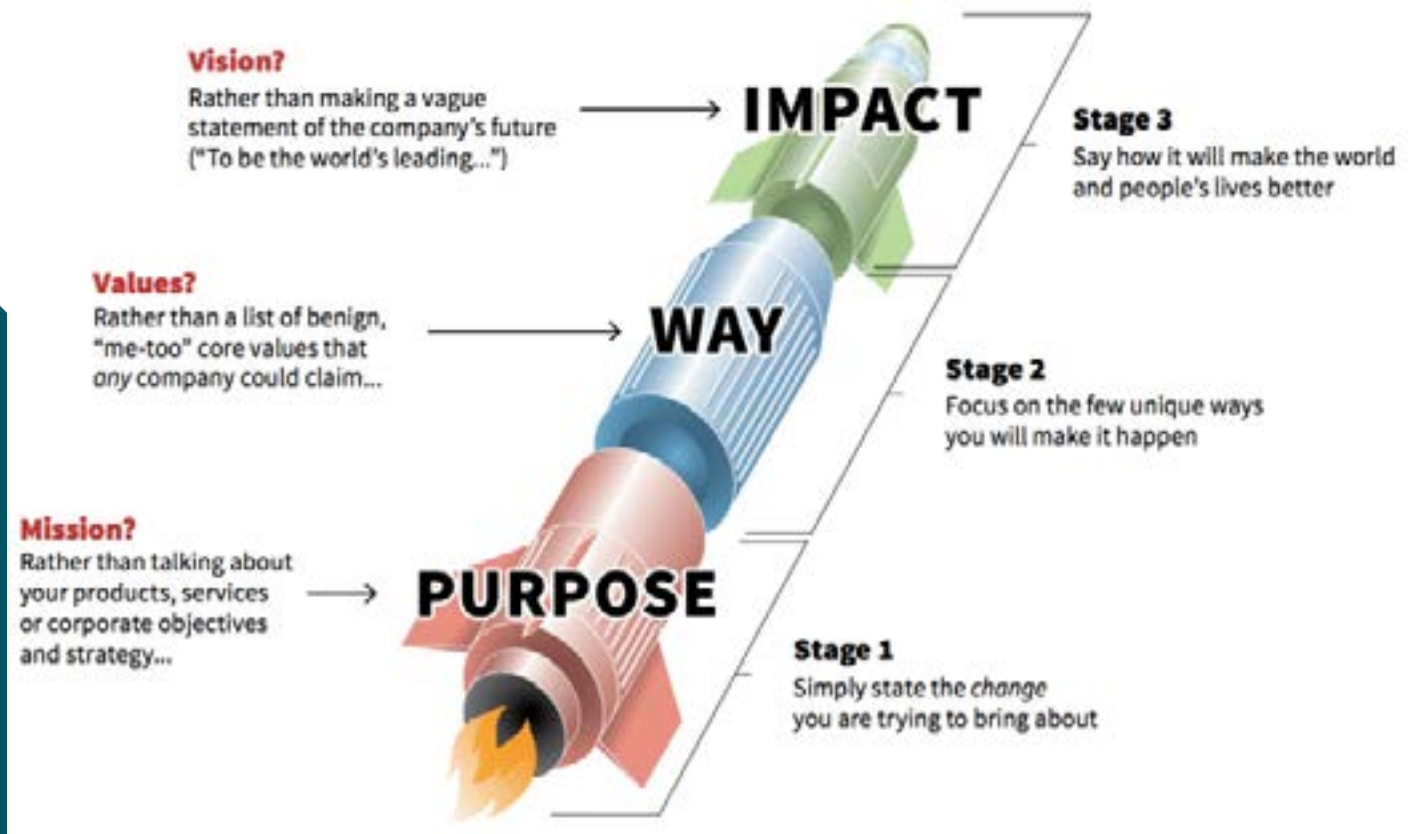 Vision?
Rather than making a vague
statement of the company's future
("To be the world's leading...")
IMPACT
Stage 3
Say how it will make the world
and people's lives better
Values?
Rather than a list of benign,
"me-too" core values that
any company could claim...
WAY
Stage 2
Focus on the few unique ways
you will make it happen
Mission?
Rather than talking about
your products, services
or corporate objectives
and strategy...
PURPOSE
Stage 1
Simply state the change
you are trying to bring about